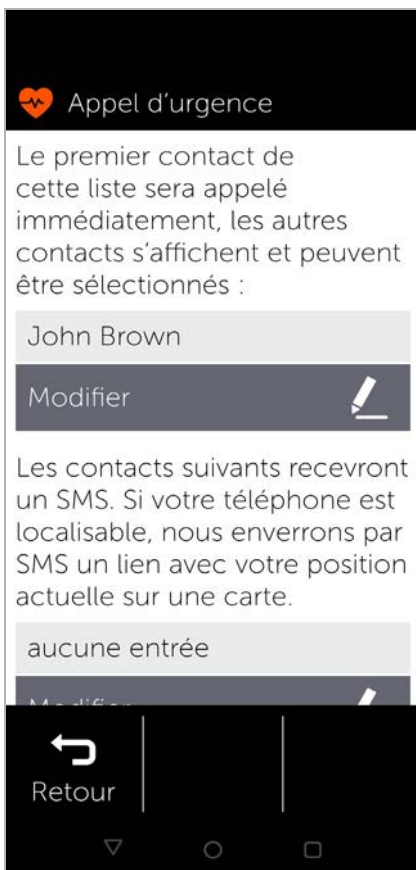 Appel d’urgence
Le premier contact de
cette liste sera appelé
immédiatement, les autres
contacts s’affichent et peuvent
être sélectionnés :
John Brown
Modifier
Les contacts suivants recevront
un SMS. Si votre téléphone est
localisable, nous enverrons par
SMS un lien avec votre position
actuelle sur une carte.
aucune entrée
Retour